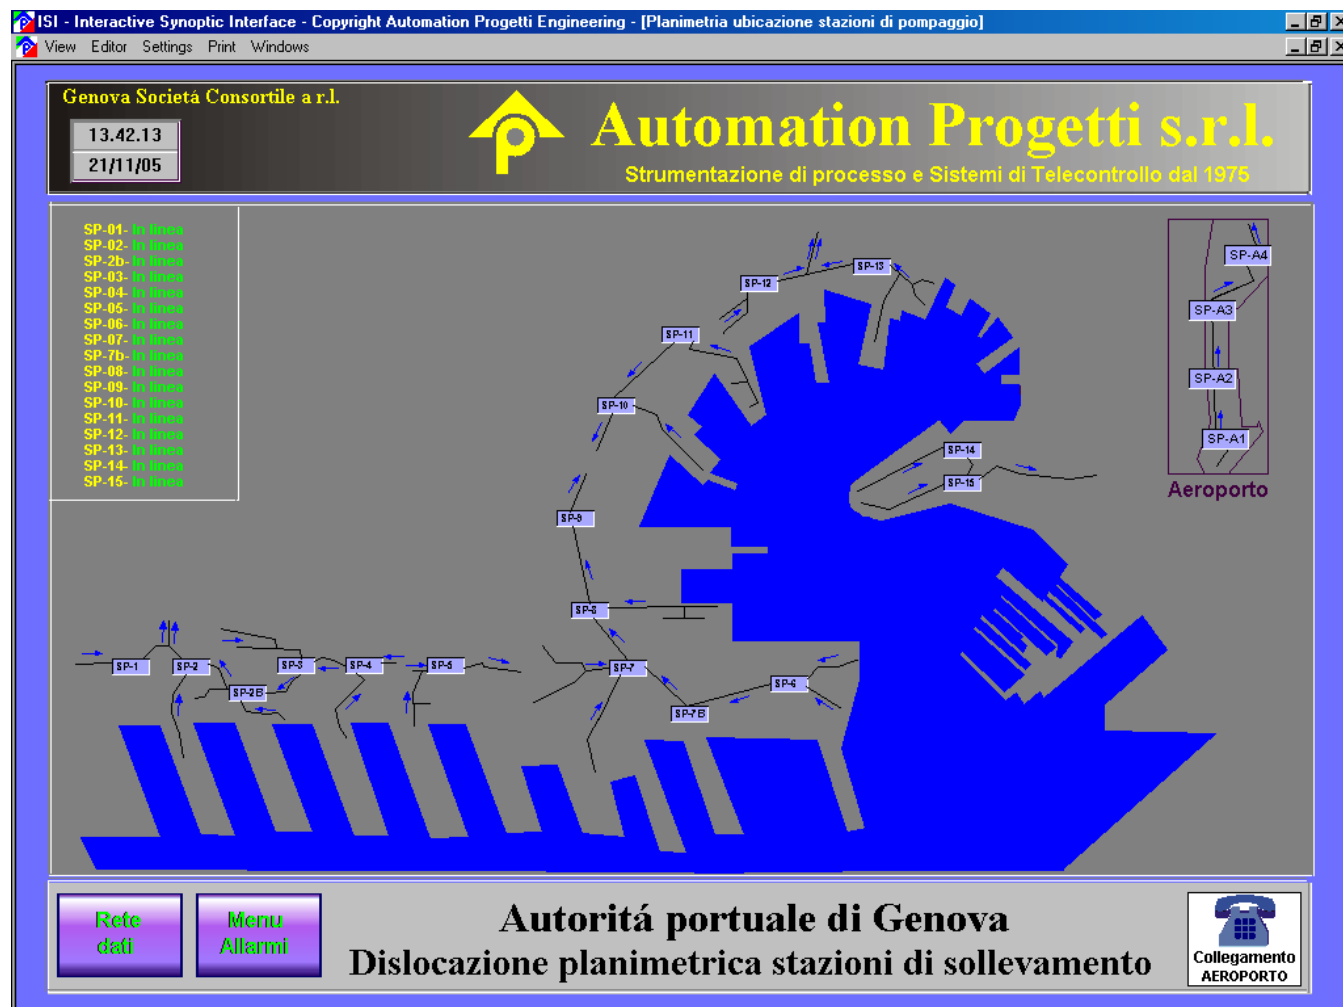 ISI - Interactive Synoptic Interface - Copyright Automation Progetti Engineering - [Planimetria ubicazione stazioni di pompaggio]
View Editor Settings Print Windows
Genova Societá Consortile a r.l.
13.42.13
21/11/05
Automation Progetti s.r.l.
Strumentazione di processo e Sistemi di Telecontrollo dal 1975
SP-01- In linea
SP-02- In linea
SP-2b- In linea
SP-03- In linea
SP-04- In linea
SP-05- In linea
SP-06- In linea
SP-07- In linea
SP-7b- In linea
SP-08- In linea
SP-09- In linea
SP-10- In linea
SP-11- In linea
SP-12- In linea
SP-13- In linea
SP-14- In linea
SP-15- In linea
SP-13
SP-12
SP-11
SP-10
SP-14
SP-15
SP-9
SP-8
SP-1
SP-2
SP-3
SP-4
SP-5
SP-7
SP-2B
SP-6
SP-7B
SP-A4
SP-A3
SP-A2
SP-A1
Aeroporto
Rete
dati
Menu
Allarmi
Autoritá portuale di Genova
Dislocazione planimetrica stazioni di sollevamento
Collegamento
AEROPORTO